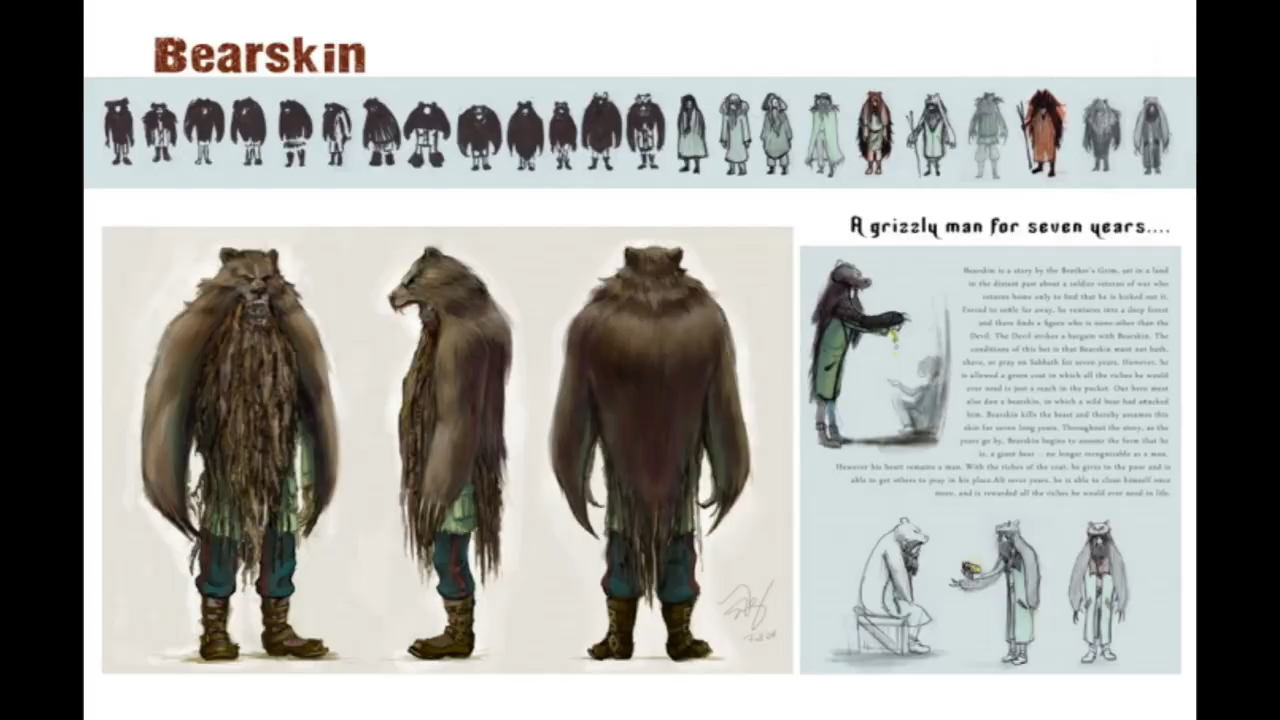 Bearskin
A grizzly man for seven years....
Bearskin is a story by the Brother's Grim, set in a land
in the distant past about a soldier veteran of war who
returns home only to find that he is kicked out it.
Forced to settle far away, he ventures into a deep forest
and there finds a figure who is none other than the
Devil. The Devil strikes a bargain with Bearskin. The
conditions of this bet is that Bearskin must not bath,
shave, or pray on Sabbath for seven years. However, he
is allowed a green coat in which all the riches he would
ever need is just a reach in the pocket. Our hero must
also don a bearskin, in which a wild bear had attacked
him. Bearskin kills the beast and thereby assumes this
skin for seven long years. Throughout the story, as the
years go by, Bearskin begins to assume the form that he
is, a giant bear - no longer recognizable as a man.
However his heart remains a man. With the riches of the coat, he gives to the poor and is
able to get others to pray in his place. Aft seven years, he is able to clean himself once
more, and is rewarded all the riches he would ever need in life.